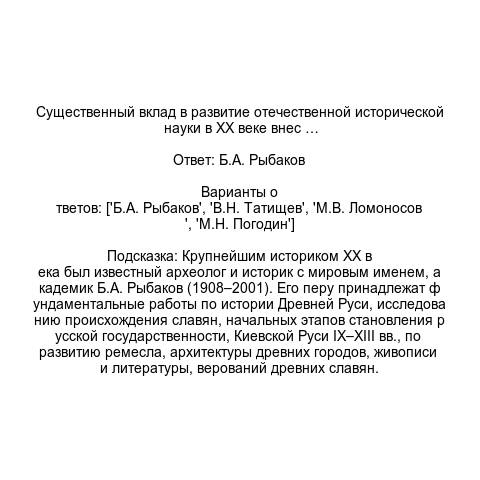 Существенный вклад в развитие отечественной исторической
науки в XX веке внес …
Ответ: Б.А. Рыбаков
Варианты о
тветов: ['Б.А. Рыбаков', 'В.Н. Татищев', 'М.В. Ломоносов
', 'М.Н. Погодин']
Подсказка: Крупнейшим историком XX в
ека был известный археолог и историк с мировым именем, а
кадемик Б.А. Рыбаков (1908–2001). Его перу принадлежат ф
ундаментальные работы по истории Древней Руси, исследова
нию происхождения славян, начальных этапов становления р
усской государственности, Киевской Руси IX–XIII вв., по
развитию ремесла, архитектуры древних городов, живописи
и литературы, верований древних славян.